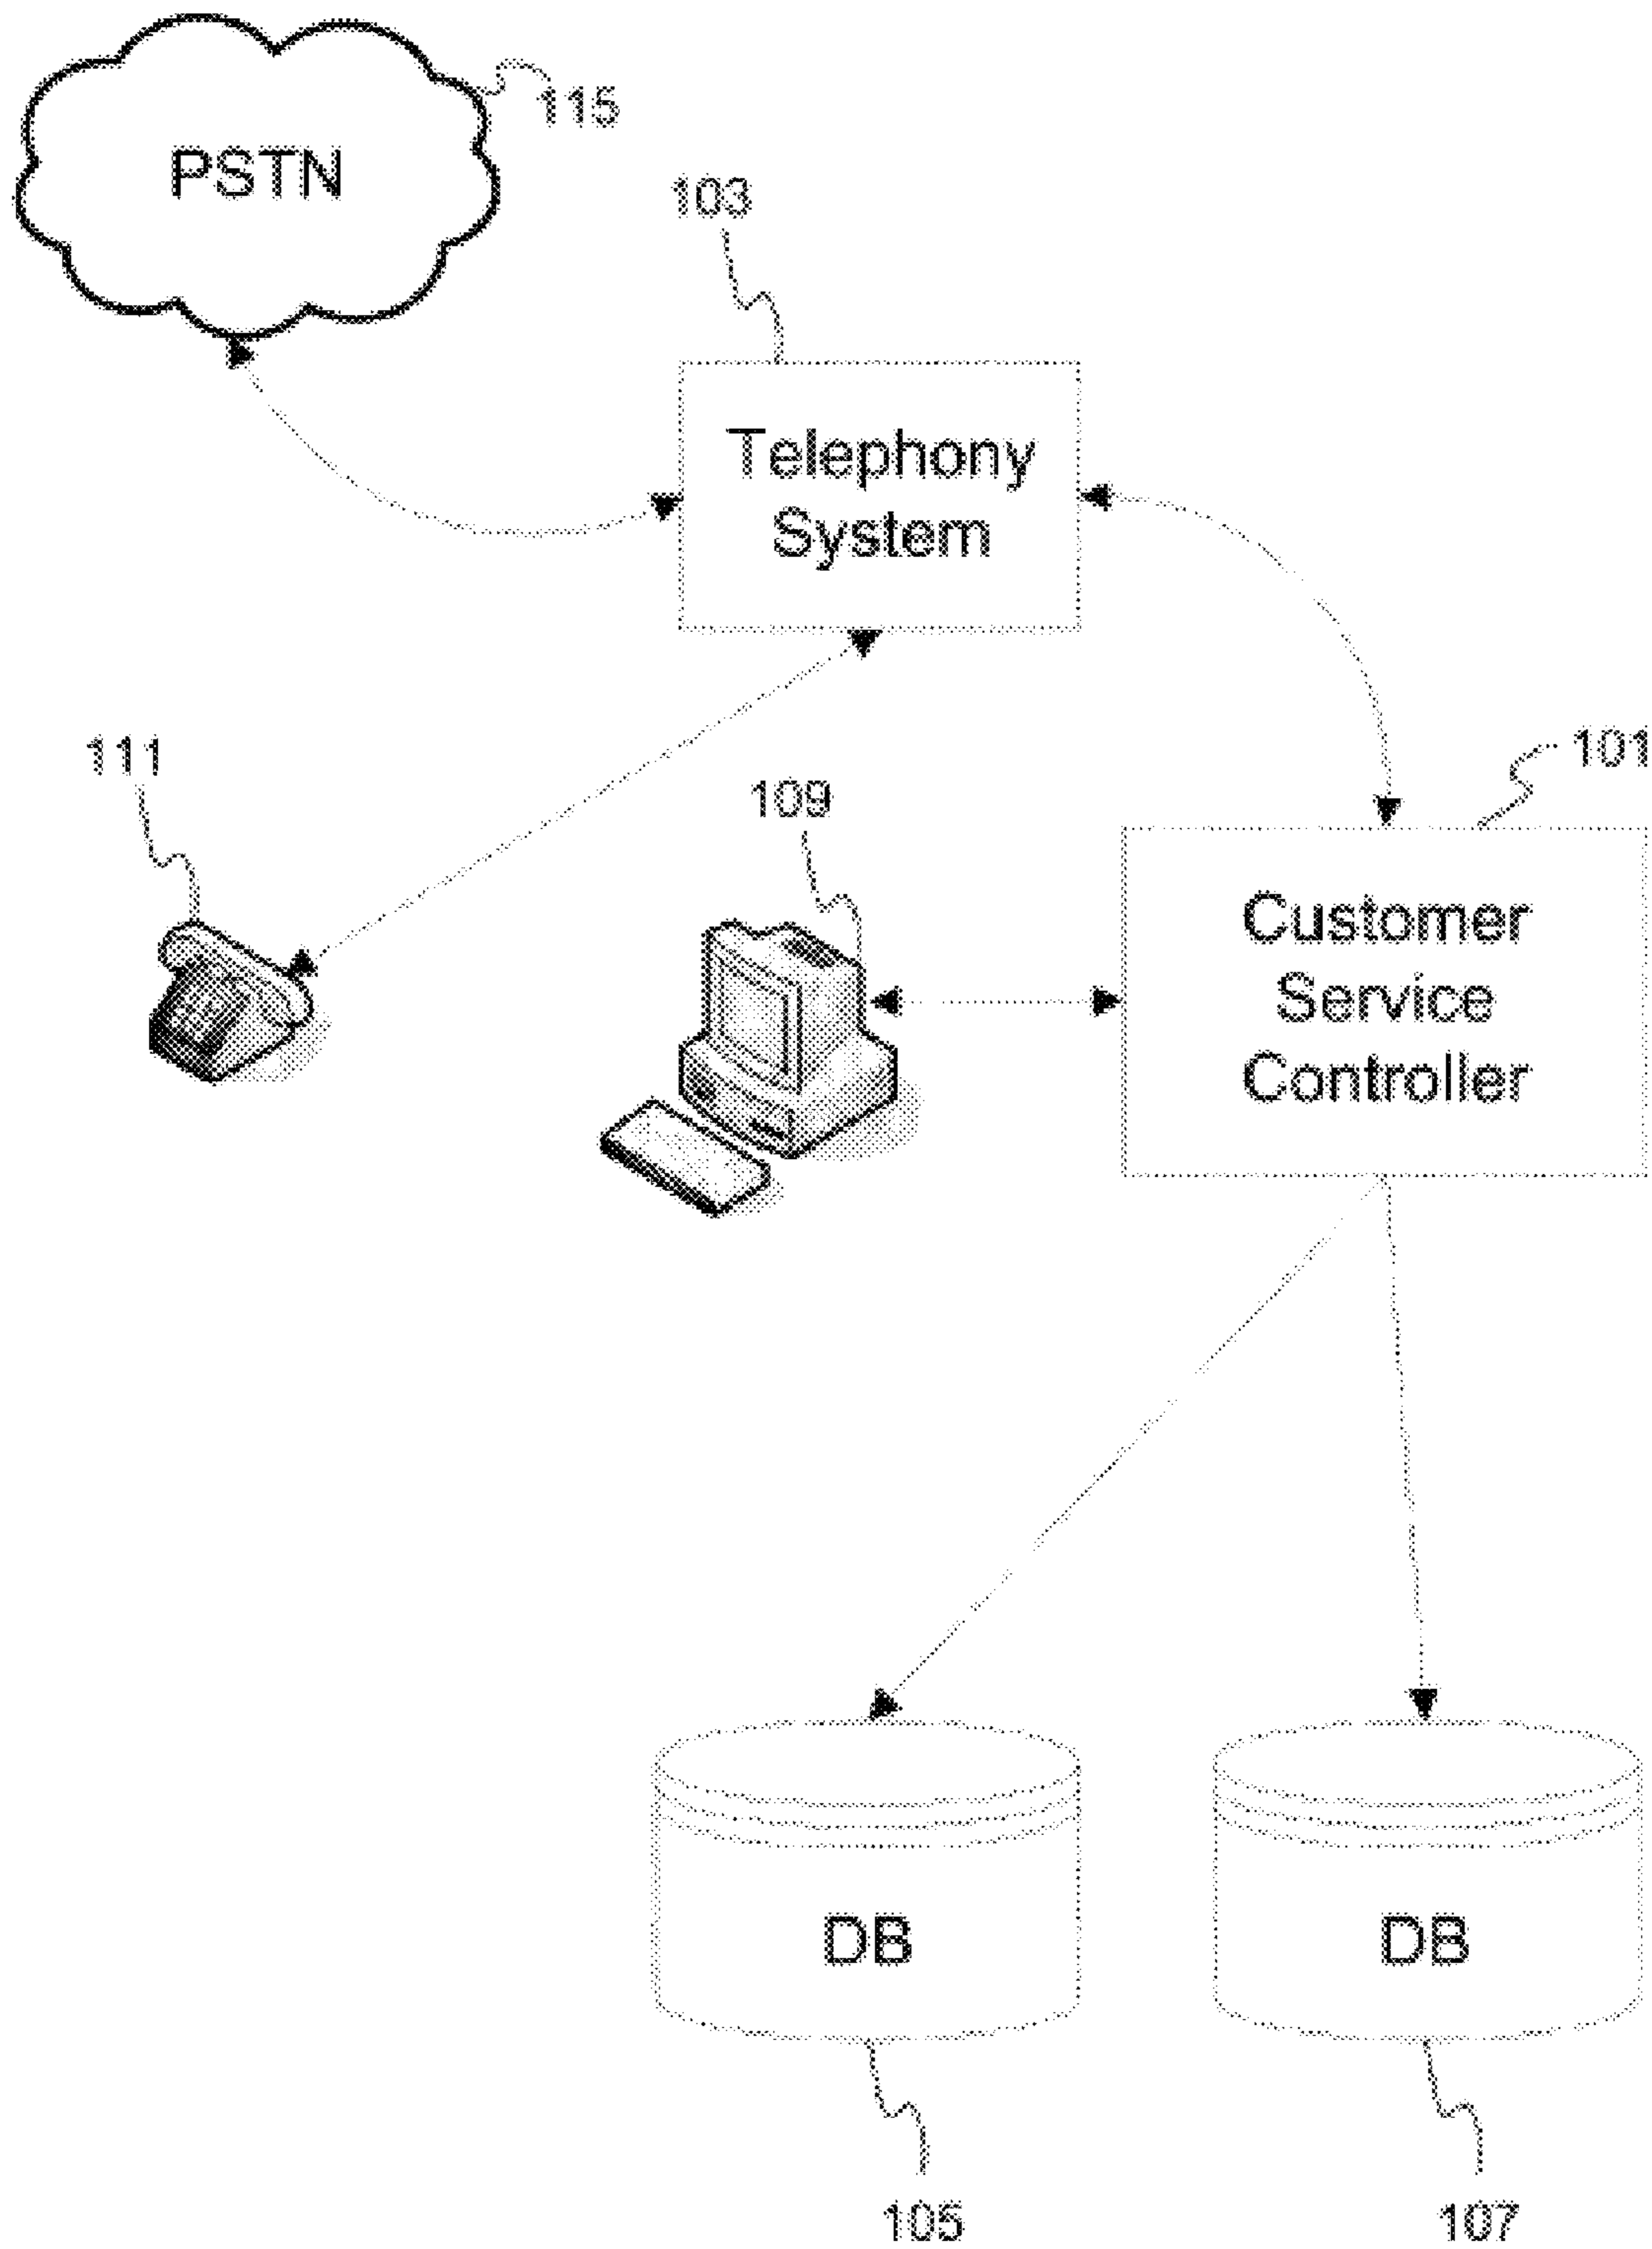 115
PSTN
103
Telephony
System
111
109
101
Customer
Service
Controller
DB
DB
105
107